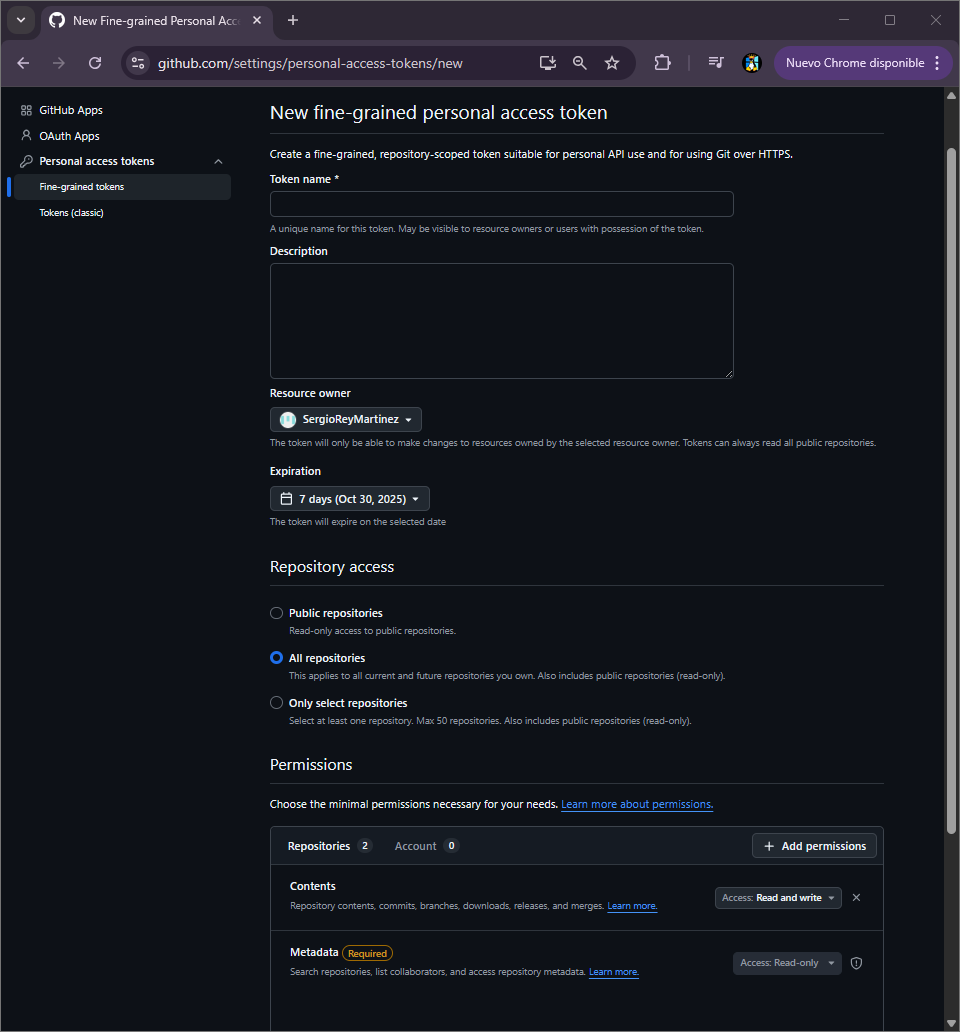 New Fine-grained Personal Acc
github.com/settings/personal-access-tokens/new
Nuevo Chrome disponible
GitHub Apps
OAuth Apps
Personal access tokens
Fine-grained tokens
Tokens (classic)
New fine-grained personal access token
Create a fine-grained, repository-scoped token suitable for personal API use and for using Git over HTTPS.
Token name *
A unique name for this token. May be visible to resource owners or users with possession of the token.
Description
Resource owner
SergioReyMartinez
The token will only be able to make changes to resources owned by the selected resource owner. Tokens can always read all public repositories.
Expiration
7 days (Oct 30, 2025)
The token will expire on the selected date
Repository access
Public repositories
Read-only access to public repositories.
All repositories
This applies to all current and future repositories you own. Also includes public repositories (read-only).
Only select repositories
Select at least one repository. Max 50 repositories. Also includes public repositories (read-only).
Permissions
Choose the minimal permissions necessary for your needs. Learn more about permissions.
Repositories 2 Account 0 + Add permissions
Contents
Repository contents, commits, branches, downloads, releases, and merges. Learn more.
Access: Read and write
Metadata Required
Search repositories, list collaborators, and access repository metadata. Learn more.
Access: Read-only